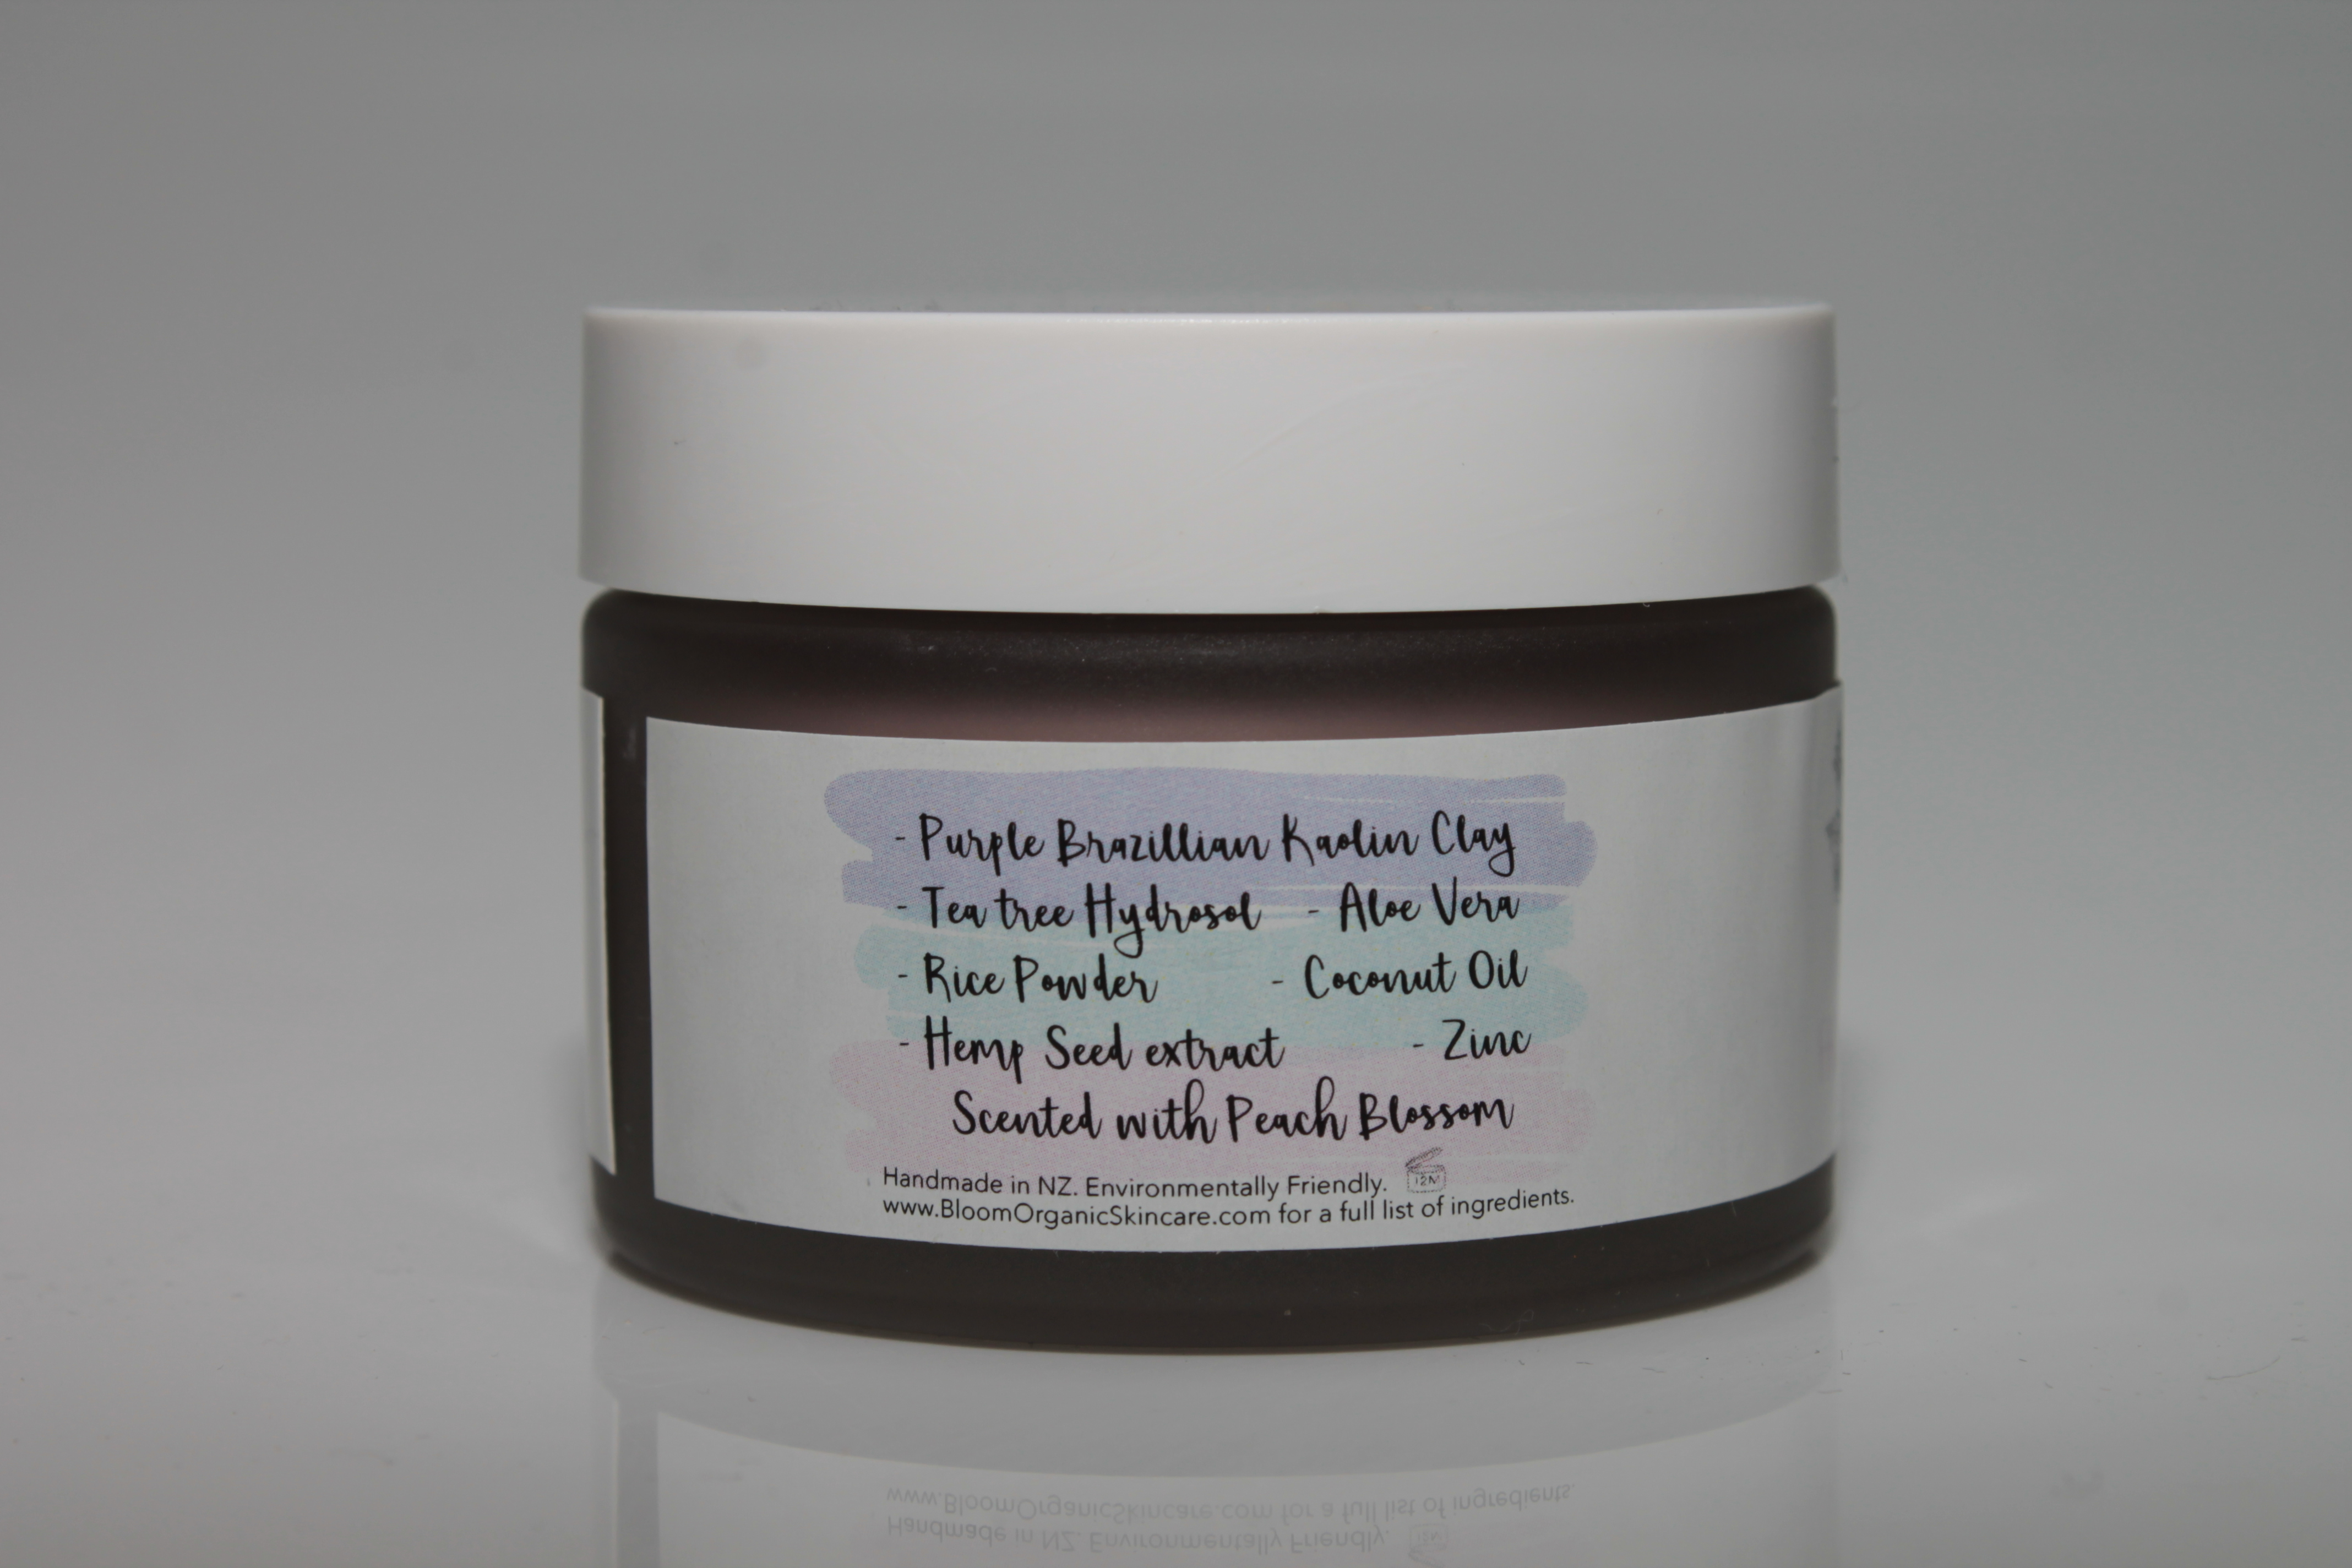 - Purple Brazillian Kaolin Clay
- Tea tree Hydrosol - Aloe Vera
- Rice Powder - Coconut Oil
- Hemp Seed extract - Zinc
Scented with Peach Blossom
Handmade in NZ. Environmentally Friendly. 12M
www.BloomOrganicSkincare.com for a full list of ingredients.